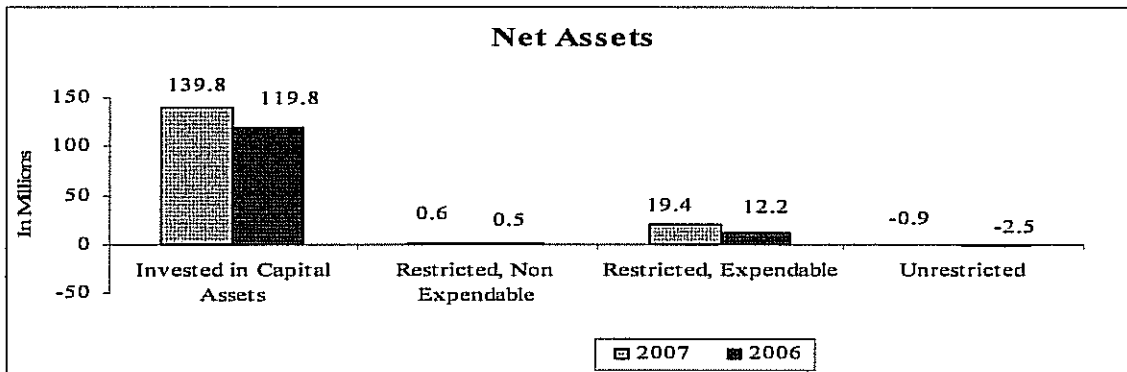 Net Assets
139.8
119.8
150
100
50
0
-50
In Millions
0.6
0.5
19.4
12.2
-0.9
-2.5
Invested in Capital
Assets
Restricted, Non
Expendable
Restricted, Expendable
Unrestricted
2007 2006